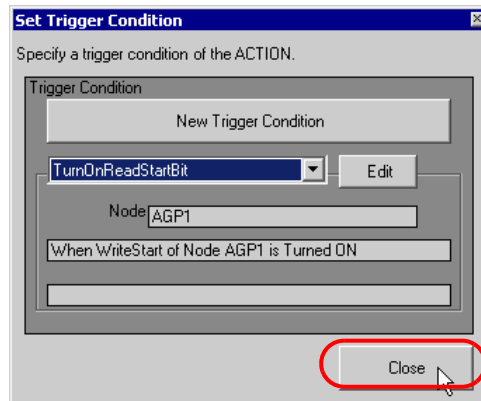 Set Trigger Condition
Specify a trigger condition of the ACTION.
Trigger Condition
New Trigger Condition
TurnOnReadStartBit
Edit
Node AGP1
When WriteStart of Node AGP1 is Turned ON
Close